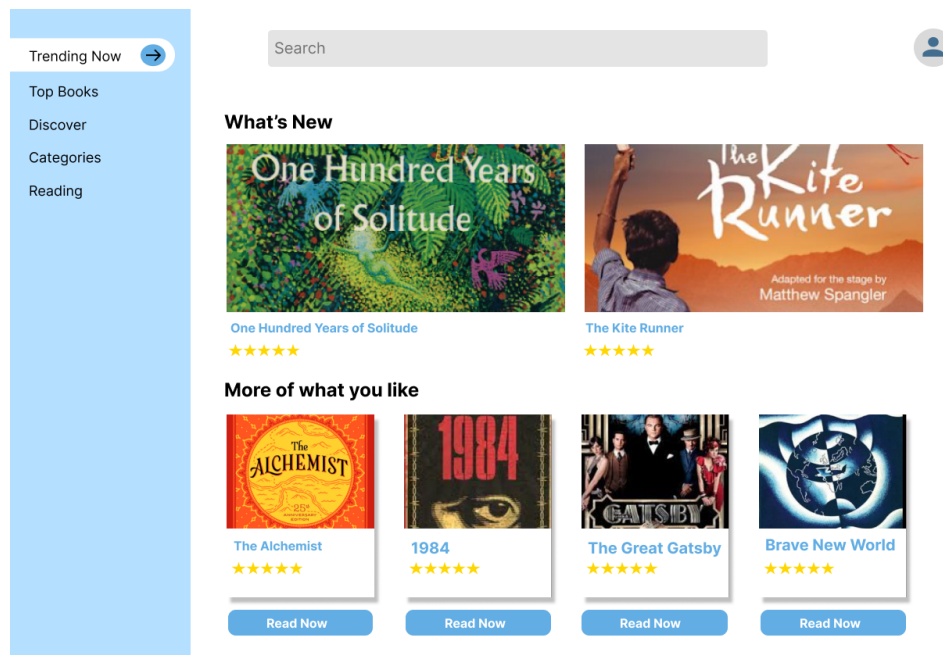 Trending Now
Top Books
Discover
Categories
Reading
Search
What’s New
One Hundred Years
of Solitude
The Kite
Runner
Adapted for the stage by
Matthew Spangler
One Hundred Years of Solitude
The Kite Runner
More of what you like
The
ALCHEMIST
25th
ANNIVERSARY
EDITION
1984
GATSBY
The Alchemist
1984
The Great Gatsby
Brave New World
Read Now
Read Now
Read Now
Read Now